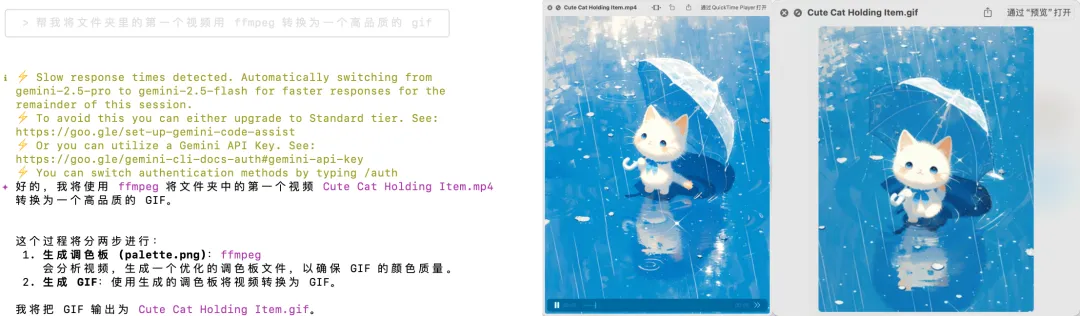 > 帮我将文件夹里的第一个视频用 ffmpeg 转换为一个高品质的 gif
ℹ ⚡ Slow response times detected. Automatically switching from
gemini-2.5-pro to gemini-2.5-flash for faster responses for the
remainder of this session.
⚡ To avoid this you can either upgrade to Standard tier. See:
https://goo.gle/set-up-gemini-code-assist
⚡ Or you can utilize a Gemini API Key. See:
https://goo.gle/gemini-cli-docs-auth#gemini-api-key
⚡ You can switch authentication methods by typing /auth
✦ 好的，我将使用 ffmpeg 将文件夹中的第一个视频 Cute Cat Holding Item.mp4
转换为一个高品质的 GIF。
这个过程将分两步进行：
1. 生成调色板 (palette.png)：ffmpeg
会分析视频，生成一个优化的调色板文件，以确保 GIF 的颜色质量。
2. 生成 GIF：使用生成的调色板将视频转换为 GIF。
我将把 GIF 输出为 Cute Cat Holding Item.gif。
Cute Cat Holding Item.mp4
通过 QuickTime Player 打开
Cute Cat Holding Item.gif
通过“预览”打开